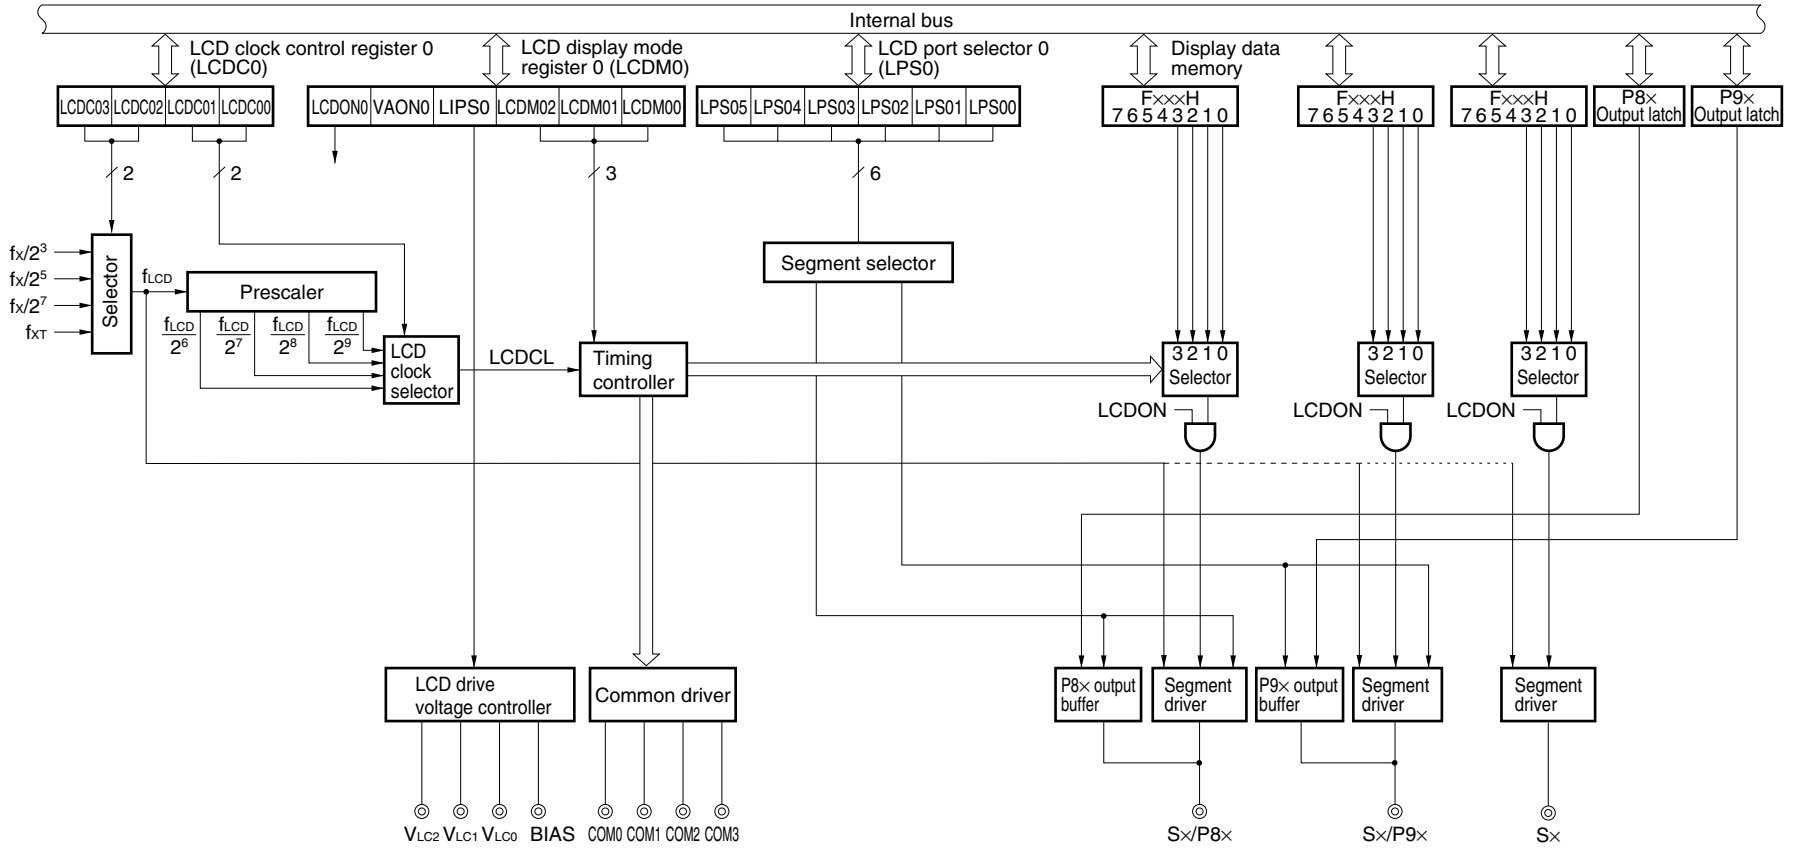 Internal bus
LCD clock control register 0
(LCDC0)
LCD display mode
register 0 (LCDM0)
LCD port selector 0
(LPS0)
Display data
memory
LCDC03 LCDC02 LCDC01 LCDC00
LCDON0 VAON0 LIPS0 LCDM02 LCDM01 LCDM00
LPS05 LPS04 LPS03 LPS02 LPS01 LPS00
F×××H
7 6 5 4 3 2 1 0
F×××H
7 6 5 4 3 2 1 0
F×××H
7 6 5 4 3 2 1 0
P8×
Output latch
P9×
Output latch
2
2
3
6
fX/2³
fX/2⁵
fX/2⁷
fXT
Selector
fLCD
Prescaler
fLCD
2⁶
fLCD
2⁷
fLCD
2⁸
fLCD
2⁹
LCD
clock
selector
LCDCL
Timing
controller
Segment selector
3 2 1 0
Selector
3 2 1 0
Selector
3 2 1 0
Selector
LCDON
LCDON
LCDON
LCD drive
voltage controller
Common driver
P8× output
buffer
Segment
driver
P9× output
buffer
Segment
driver
Segment
driver
VLC2 VLC1 VLC0 BIAS
COM0 COM1 COM2 COM3
S×/P8×
S×/P9×
S×